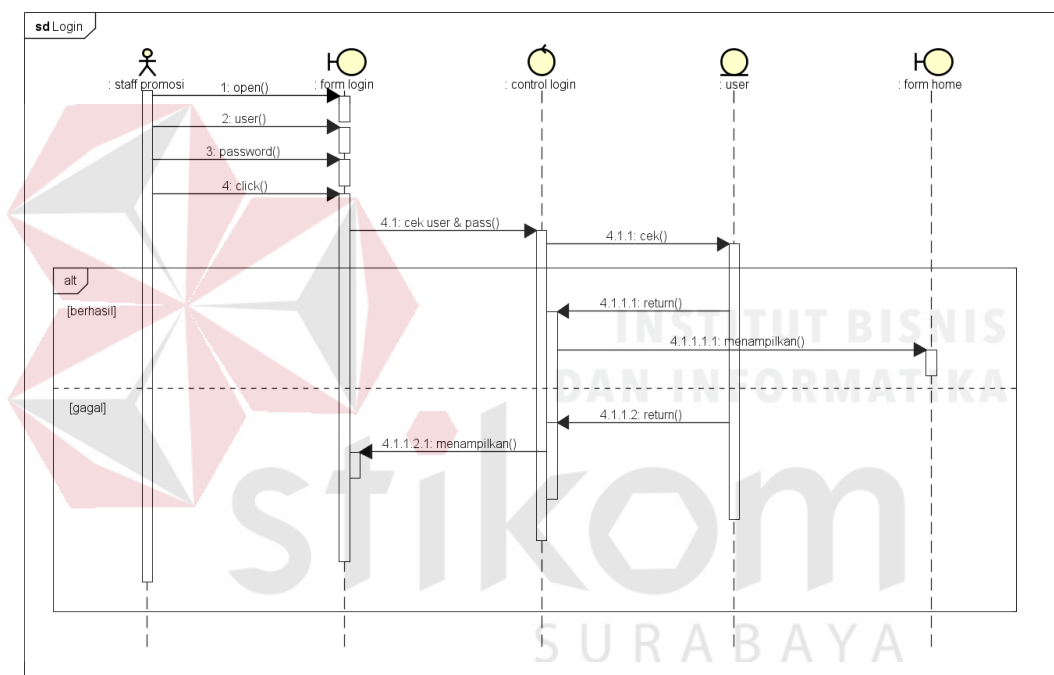 sd Login
: staff promosi
: form login
: control login
: user
: form home
1: open()
2: user()
3: password()
4: click()
4.1: cek user & pass()
4.1.1: cek()
alt
[berhasil]
4.1.1.1: return()
INSTITUT BISNIS
4.1.1.1.1: menampilkan()
DAN INFORMATIKA
[gagal]
4.1.1.2: return()
4.1.1.2.1: menampilkan()
stikom
SURABAYA